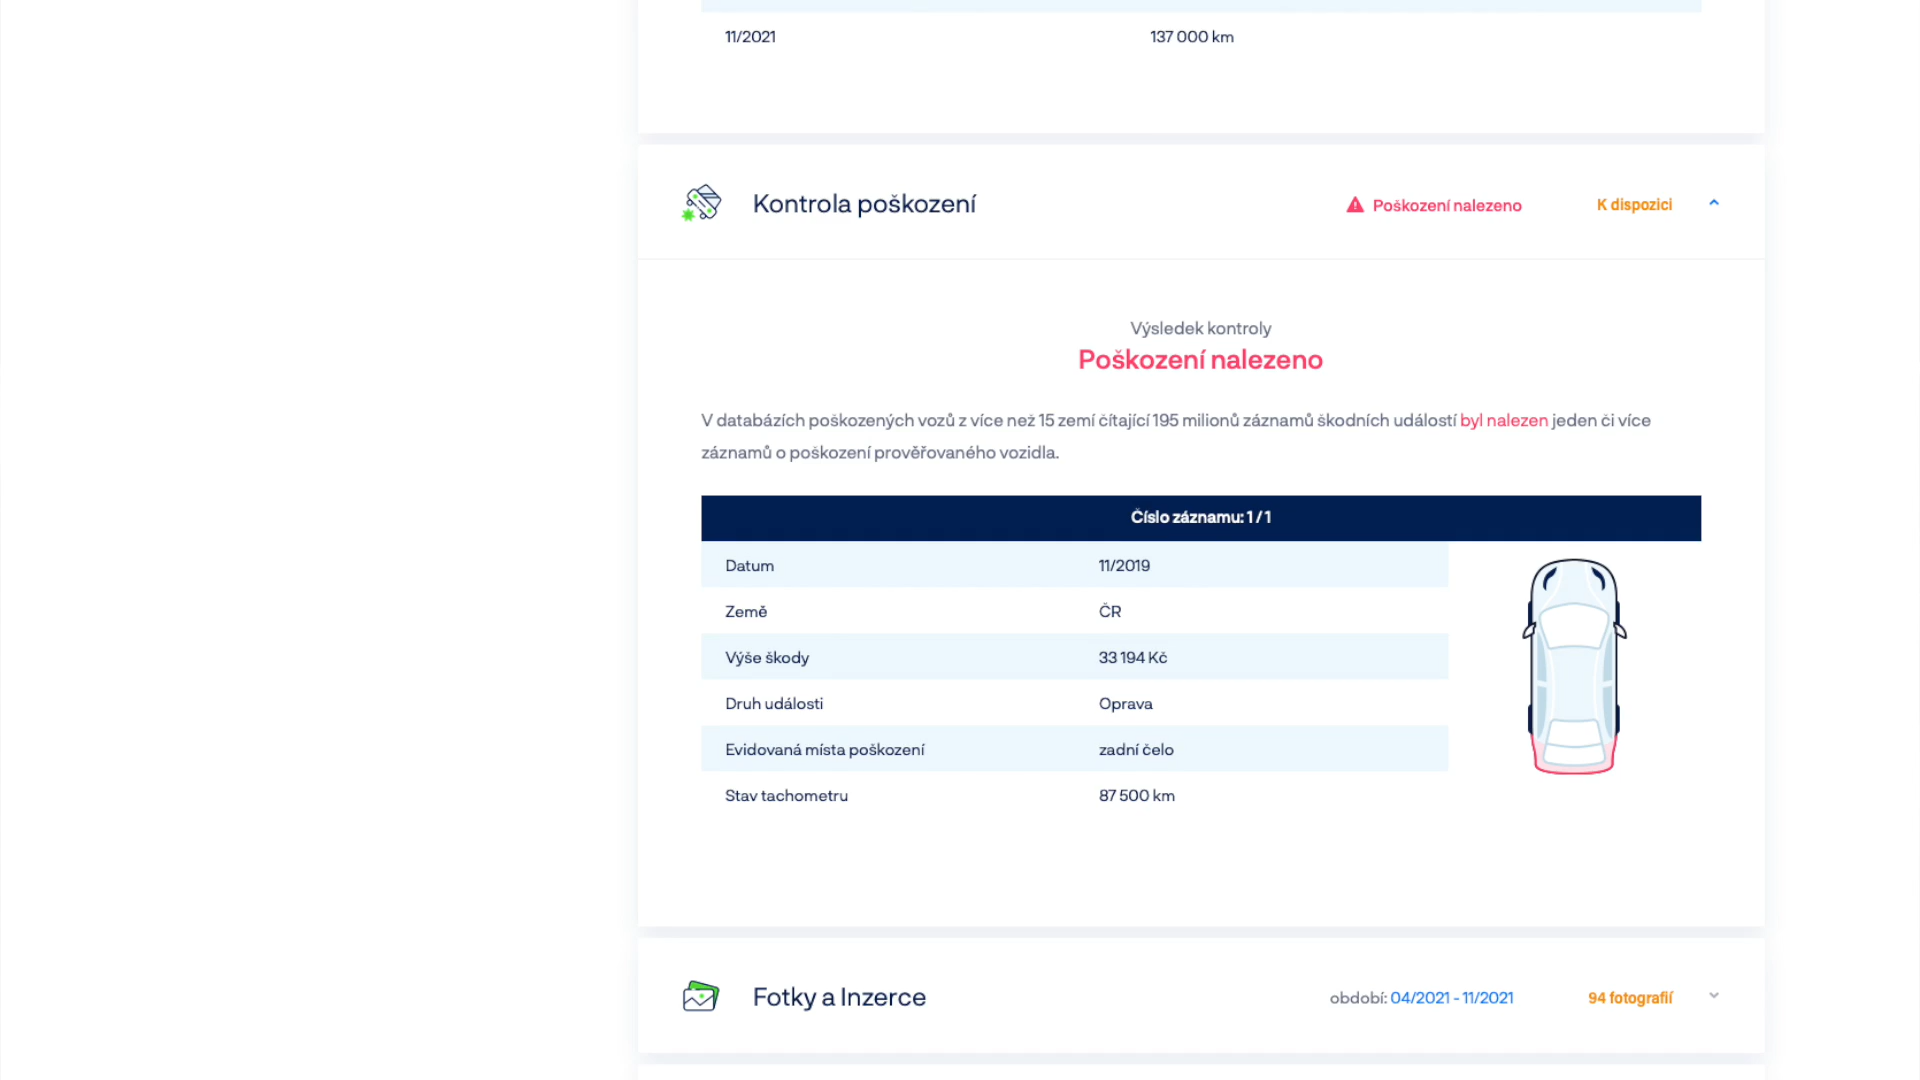 11/2021 137 000 km
Kontrola poškození Poškození nalezeno K dispozici
Výsledek kontroly
Poškození nalezeno
V databázích poškozených vozů z více než 15 zemí čítající 195 milionů záznamů škodních událostí byl nalezen jeden či více
záznamů o poškození prověřovaného vozidla.
Číslo záznamu: 1 / 1
Datum 11/2019
Země ČR
Výše škody 33 194 Kč
Druh události Oprava
Evidovaná místa poškození zadní čelo
Stav tachometru 87 500 km
Fotky a Inzerce období: 04/2021 - 11/2021 94 fotografií